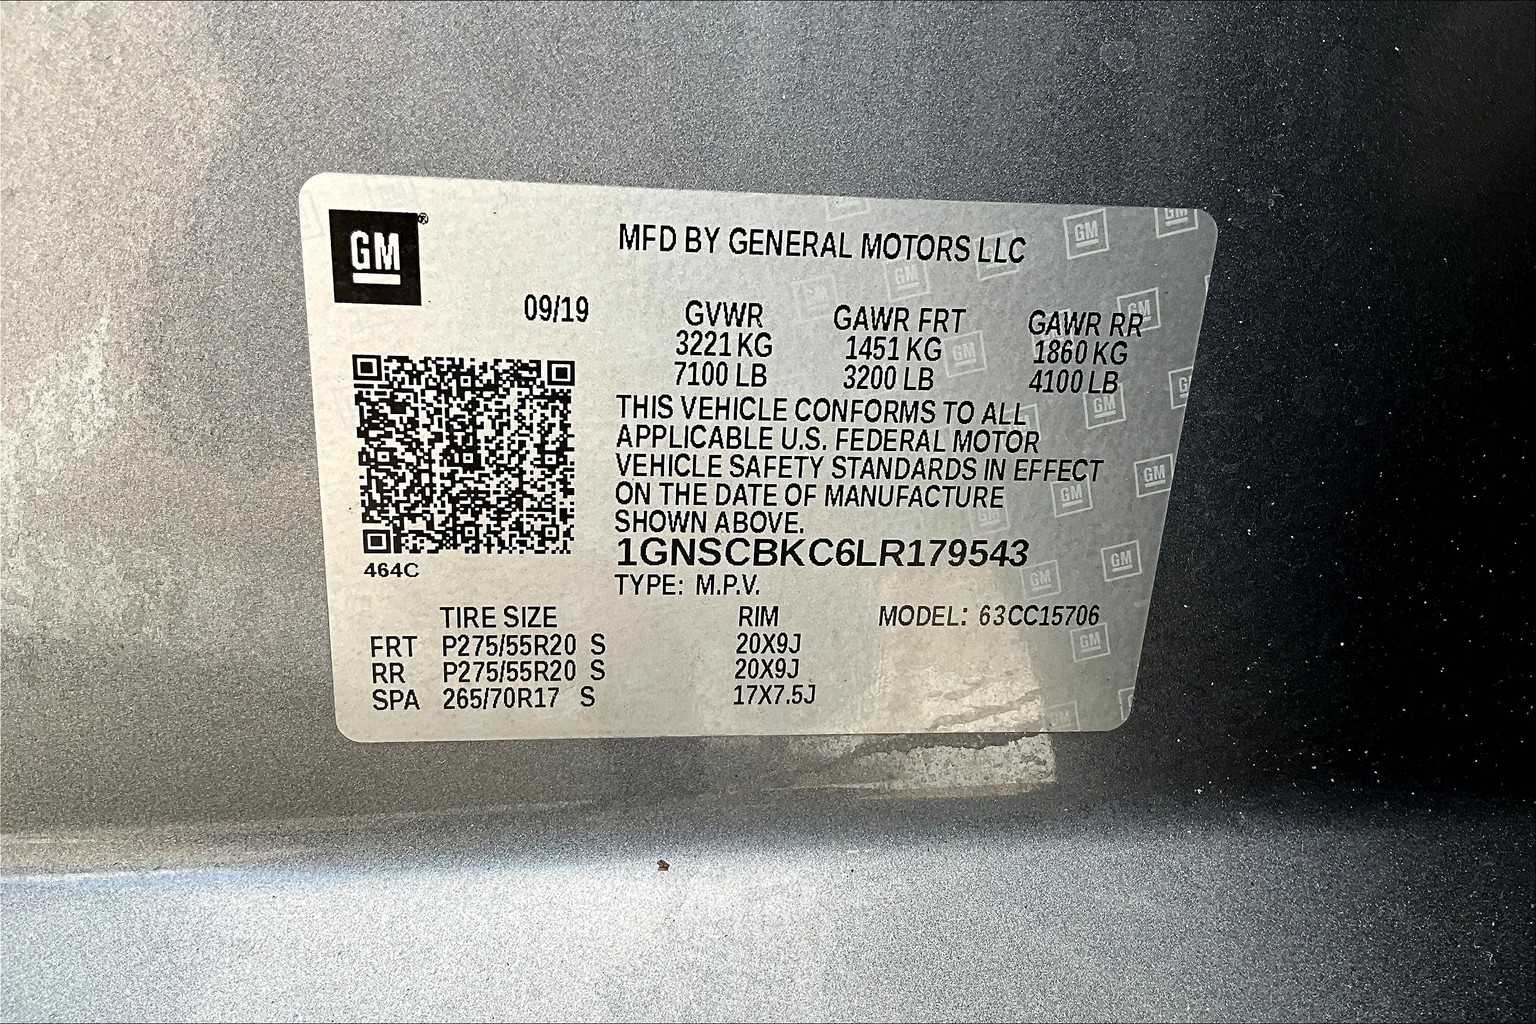 GM®
MFD BY GENERAL MOTORS LLC
09/19
GVWR GAWR FRT GAWR RR
3221 KG 1451 KG 1860 KG
7100 LB 3200 LB 4100 LB
THIS VEHICLE CONFORMS TO ALL
APPLICABLE U.S. FEDERAL MOTOR
VEHICLE SAFETY STANDARDS IN EFFECT
ON THE DATE OF MANUFACTURE
SHOWN ABOVE.
1GNSCBKC6LR179543
464C
TYPE: M.P.V.
TIRE SIZE RIM MODEL: 63CC15706
FRT P275/55R20 S 20X9J
RR P275/55R20 S 20X9J
SPA 265/70R17 S 17X7.5J